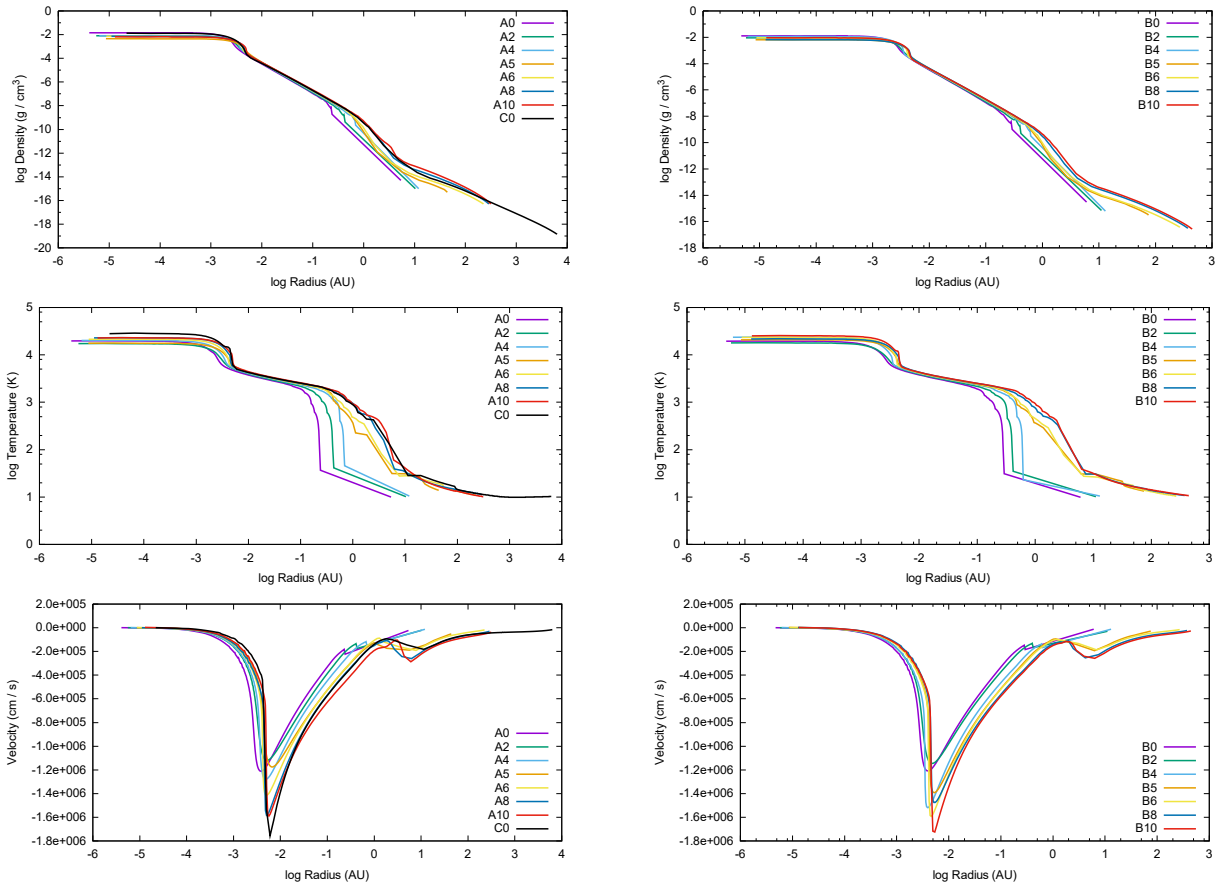 0
-2
-4
-6
-8
-10
-12
-14
-16
-18
-20
-6 -5 -4 -3 -2 -1 0 1 2 3 4
log Density (g / cm³)
log Radius (AU)
A0
A2
A4
A5
A6
A8
A10
C0
0
-2
-4
-6
-8
-10
-12
-14
-16
-18
-6 -5 -4 -3 -2 -1 0 1 2 3
log Density (g / cm³)
log Radius (AU)
B0
B2
B4
B5
B6
B8
B10
5
4
3
2
1
0
-6 -5 -4 -3 -2 -1 0 1 2 3 4
log Temperature (K)
log Radius (AU)
A0
A2
A4
A5
A6
A8
A10
C0
5
4
3
2
1
0
-6 -5 -4 -3 -2 -1 0 1 2 3
log Temperature (K)
log Radius (AU)
B0
B2
B4
B5
B6
B8
B10
2.0e+005
0.0e+000
-2.0e+005
-4.0e+005
-6.0e+005
-8.0e+005
-1.0e+006
-1.2e+006
-1.4e+006
-1.6e+006
-1.8e+006
-6 -5 -4 -3 -2 -1 0 1 2 3 4
Velocity (cm / s)
log Radius (AU)
A0
A2
A4
A5
A6
A8
A10
C0
2.0e+005
0.0e+000
-2.0e+005
-4.0e+005
-6.0e+005
-8.0e+005
-1.0e+006
-1.2e+006
-1.4e+006
-1.6e+006
-1.8e+006
-6 -5 -4 -3 -2 -1 0 1 2 3
Velocity (cm / s)
log Radius (AU)
B0
B2
B4
B5
B6
B8
B10